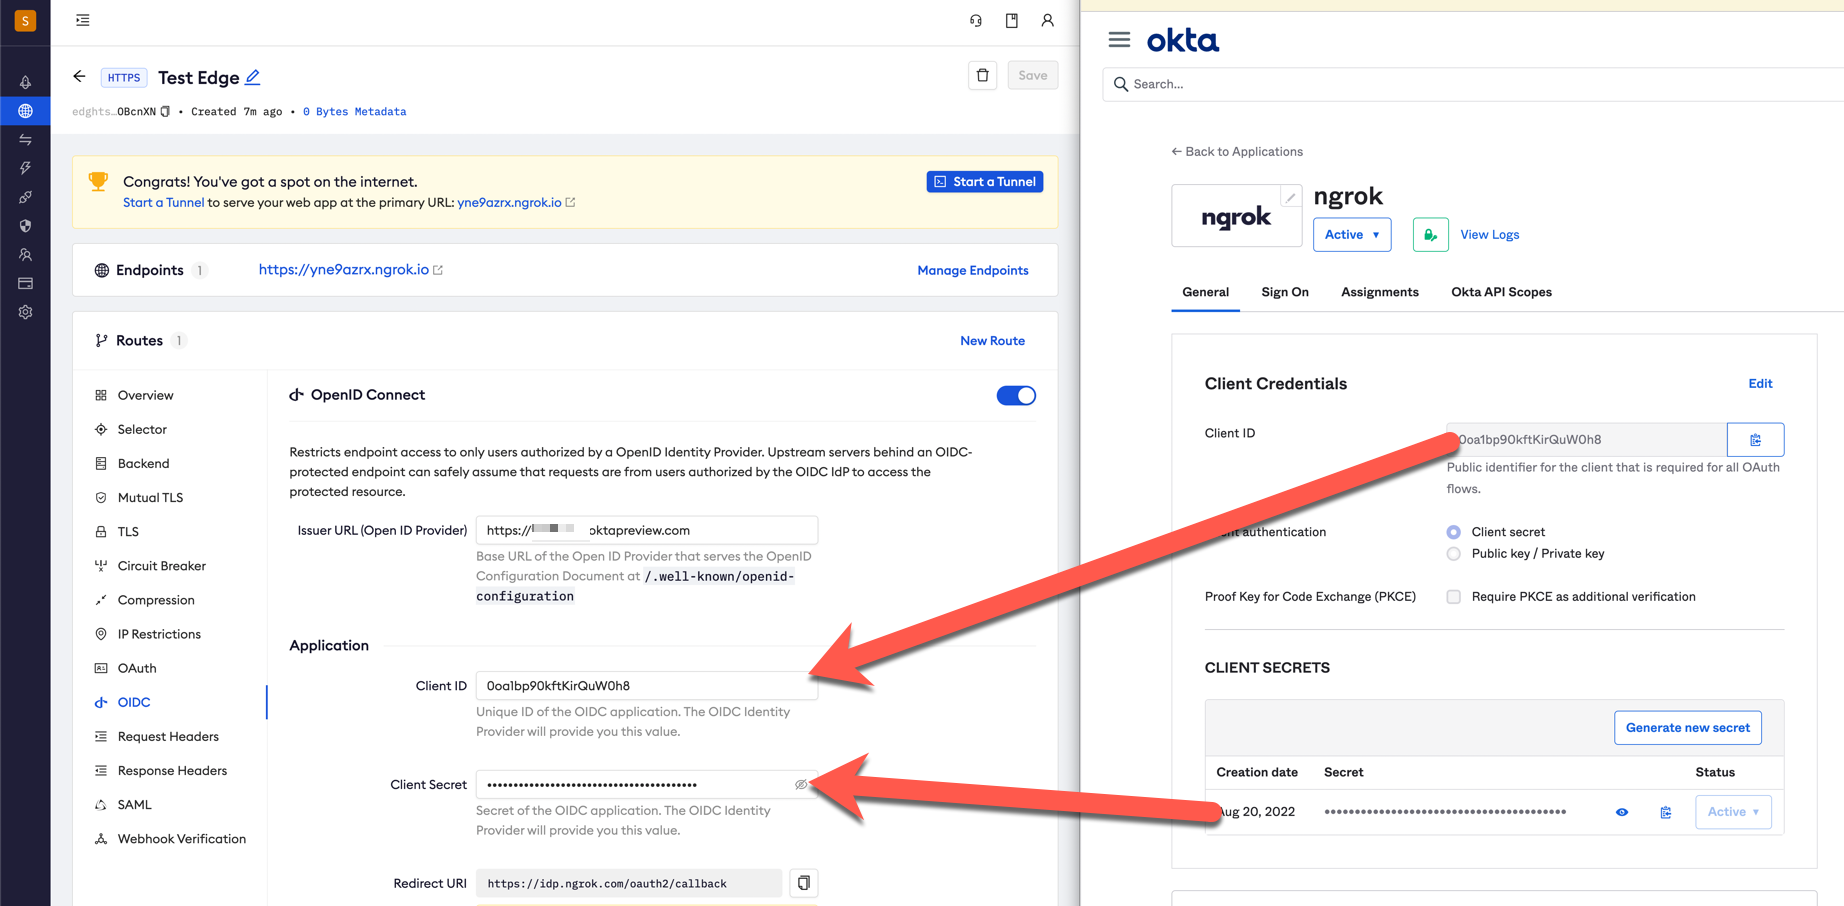 S
HTTPS Test Edge
Save
edghts…OBcnXN • Created 7m ago • 0 Bytes Metadata
Congrats! You've got a spot on the internet.
Start a Tunnel to serve your web app at the primary URL: yne9azrx.ngrok.io
Start a Tunnel
Endpoints 1
https://yne9azrx.ngrok.io
Manage Endpoints
Routes 1
New Route
Overview
Selector
Backend
Mutual TLS
TLS
Circuit Breaker
Compression
IP Restrictions
OAuth
OIDC
Request Headers
Response Headers
SAML
Webhook Verification
OpenID Connect
Restricts endpoint access to only users authorized by a OpenID Identity Provider. Upstream servers behind an OIDC-
protected endpoint can safely assume that requests are from users authorized by the OIDC IdP to access the
protected resource.
Issuer URL (Open ID Provider)
https:// oktapreview.com
Base URL of the Open ID Provider that serves the OpenID
Configuration Document at /.well-known/openid-
configuration
Application
Client ID
0oa1bp90kftKirQuW0h8
Unique ID of the OIDC application. The OIDC Identity
Provider will provide you this value.
Client Secret
Secret of the OIDC application. The OIDC Identity
Provider will provide you this value.
Redirect URI
https://idp.ngrok.com/oauth2/callback
okta
Search...
← Back to Applications
ngrok
ngrok
Active
View Logs
General
Sign On
Assignments
Okta API Scopes
Client Credentials
Edit
Client ID
0oa1bp90kftKirQuW0h8
Public identifier for the client that is required for all OAuth
flows.
authentication
Client secret
Public key / Private key
Proof Key for Code Exchange (PKCE)
Require PKCE as additional verification
CLIENT SECRETS
Generate new secret
Creation date
Secret
Status
Aug 20, 2022
Active